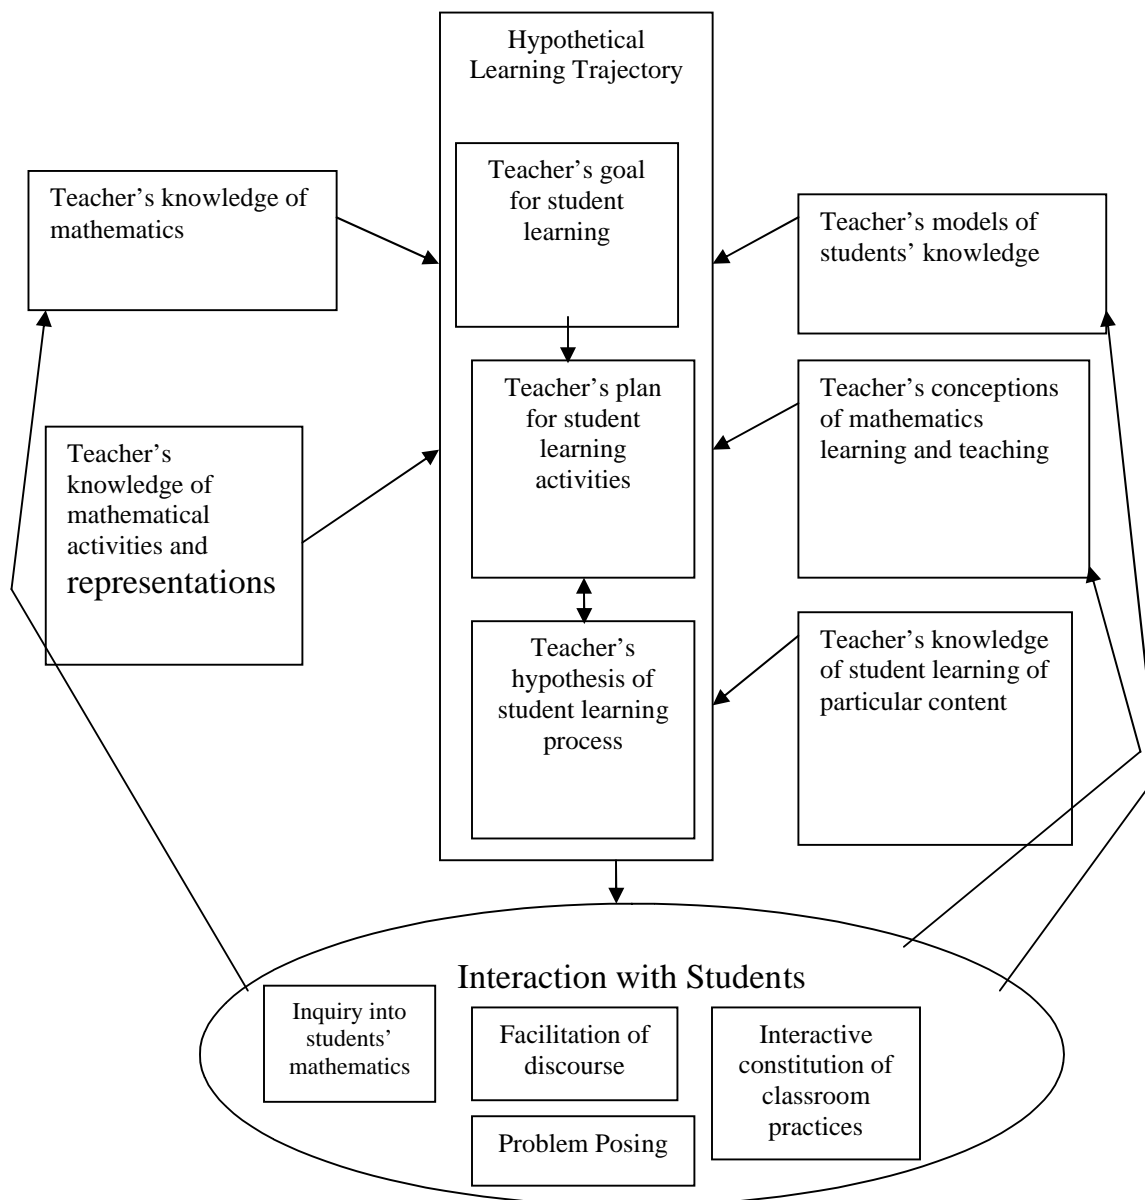 Hypothetical
Learning Trajectory
Teacher’s goal
for student
learning
Teacher’s knowledge of
mathematics
Teacher’s models of
students’ knowledge
Teacher’s plan
for student
learning
activities
Teacher’s conceptions
of mathematics
learning and teaching
Teacher’s
knowledge of
mathematical
activities and
representations
Teacher’s
hypothesis of
student learning
process
Teacher’s knowledge
of student learning of
particular content
Interaction with Students
Inquiry into
students’
mathematics
Facilitation of
discourse
Interactive
constitution of
classroom
practices
Problem Posing